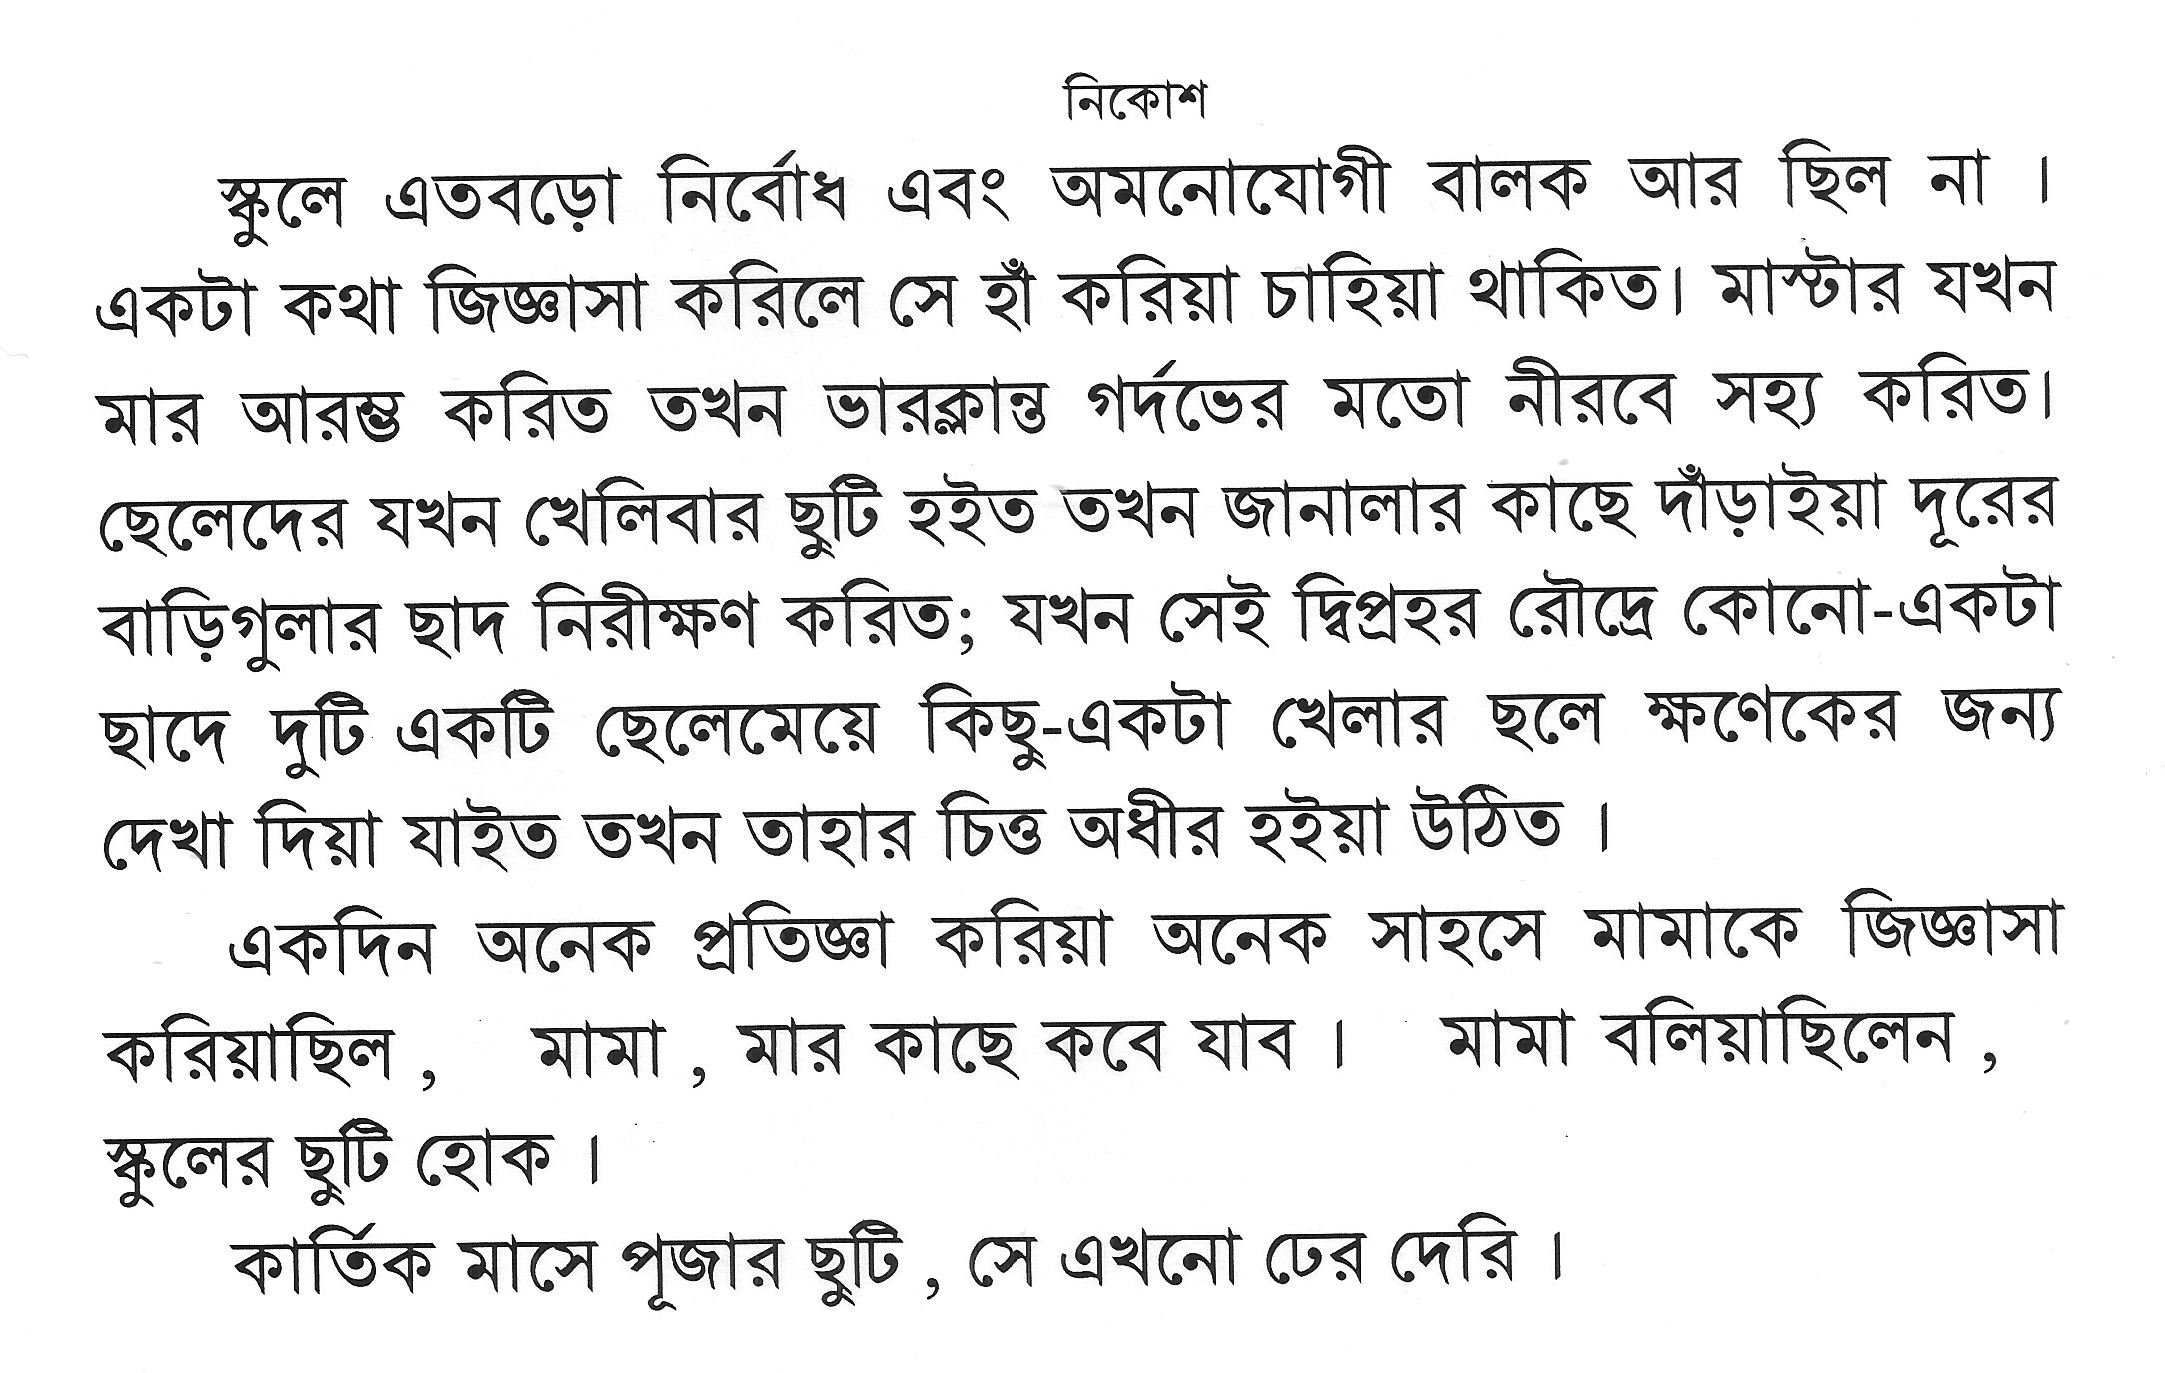 নিকোশ
স্কুলে এতবড়ো নির্বোধ এবং অমনোযোগী বালক আর ছিল না ।
একটা কথা জিজ্ঞাসা করিলে সে হাঁ করিয়া চাহিয়া থাকিত। মাস্টার যখন
মার আরম্ভ করিত তখন ভারক্লান্ত গর্দভের মতো নীরবে সহ্য করিত।
ছেলেদের যখন খেলিবার ছুটি হইত তখন জানালার কাছে দাঁড়াইয়া দূরের
বাড়িগুলার ছাদ নিরীক্ষণ করিত; যখন সেই দ্বিপ্রহর রৌদ্রে কোনো-একটা
ছাদে দুটি একটি ছেলেমেয়ে কিছু-একটা খেলার ছলে ক্ষণেকের জন্য
দেখা দিয়া যাইত তখন তাহার চিত্ত অধীর হইয়া উঠিত ।
একদিন অনেক প্রতিজ্ঞা করিয়া অনেক সাহসে মামাকে জিজ্ঞাসা
করিয়াছিল , মামা , মার কাছে কবে যাব । মামা বলিয়াছিলেন ,
স্কুলের ছুটি হোক ।
কার্তিক মাসে পূজার ছুটি , সে এখনো ঢের দেরি ।